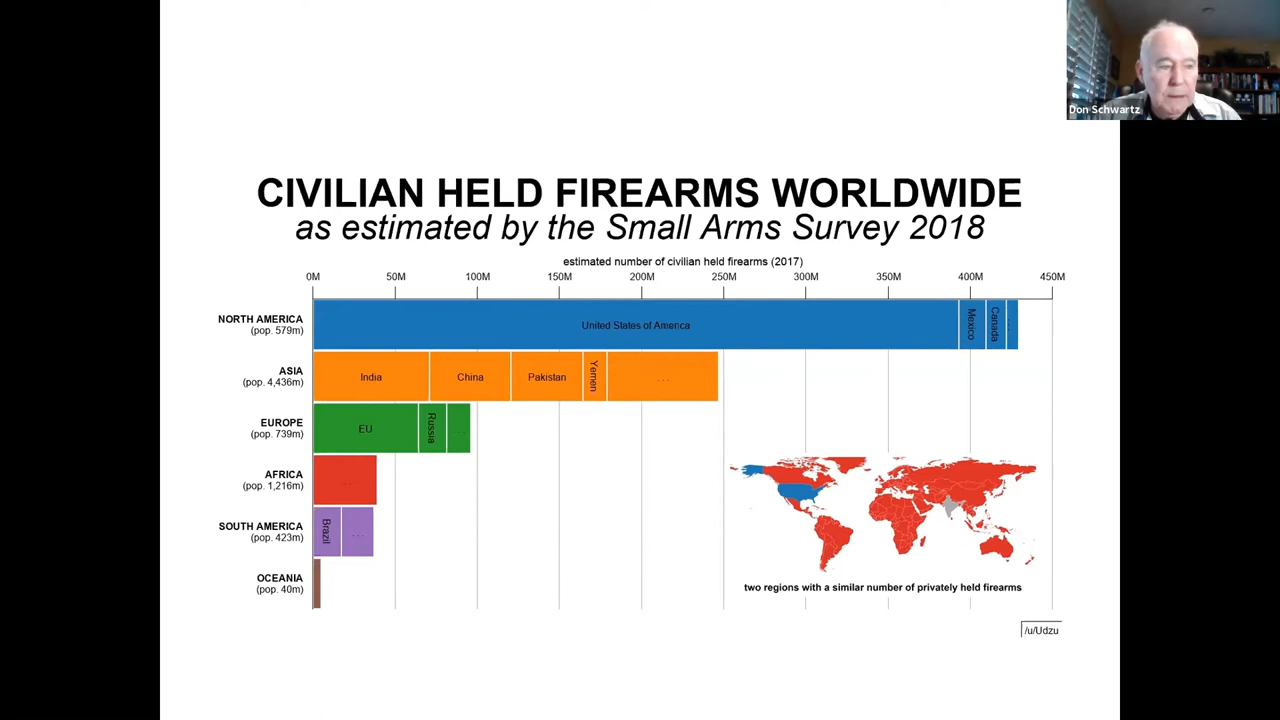 Don Schwartz
CIVILIAN HELD FIREARMS WORLDWIDE
as estimated by the Small Arms Survey 2018
estimated number of civilian held firearms (2017)
0M 50M 100M 150M 200M 250M 300M 350M 400M 450M
NORTH AMERICA
(pop. 579m)
United States of America
Mexico
Canada
...
ASIA
(pop. 4,436m)
India
China
Pakistan
Yemen
...
EUROPE
(pop. 739m)
EU
Russia
...
AFRICA
(pop. 1,216m)
...
SOUTH AMERICA
(pop. 423m)
Brazil
...
OCEANIA
(pop. 40m)
two regions with a similar number of privately held firearms
/u/Udzu